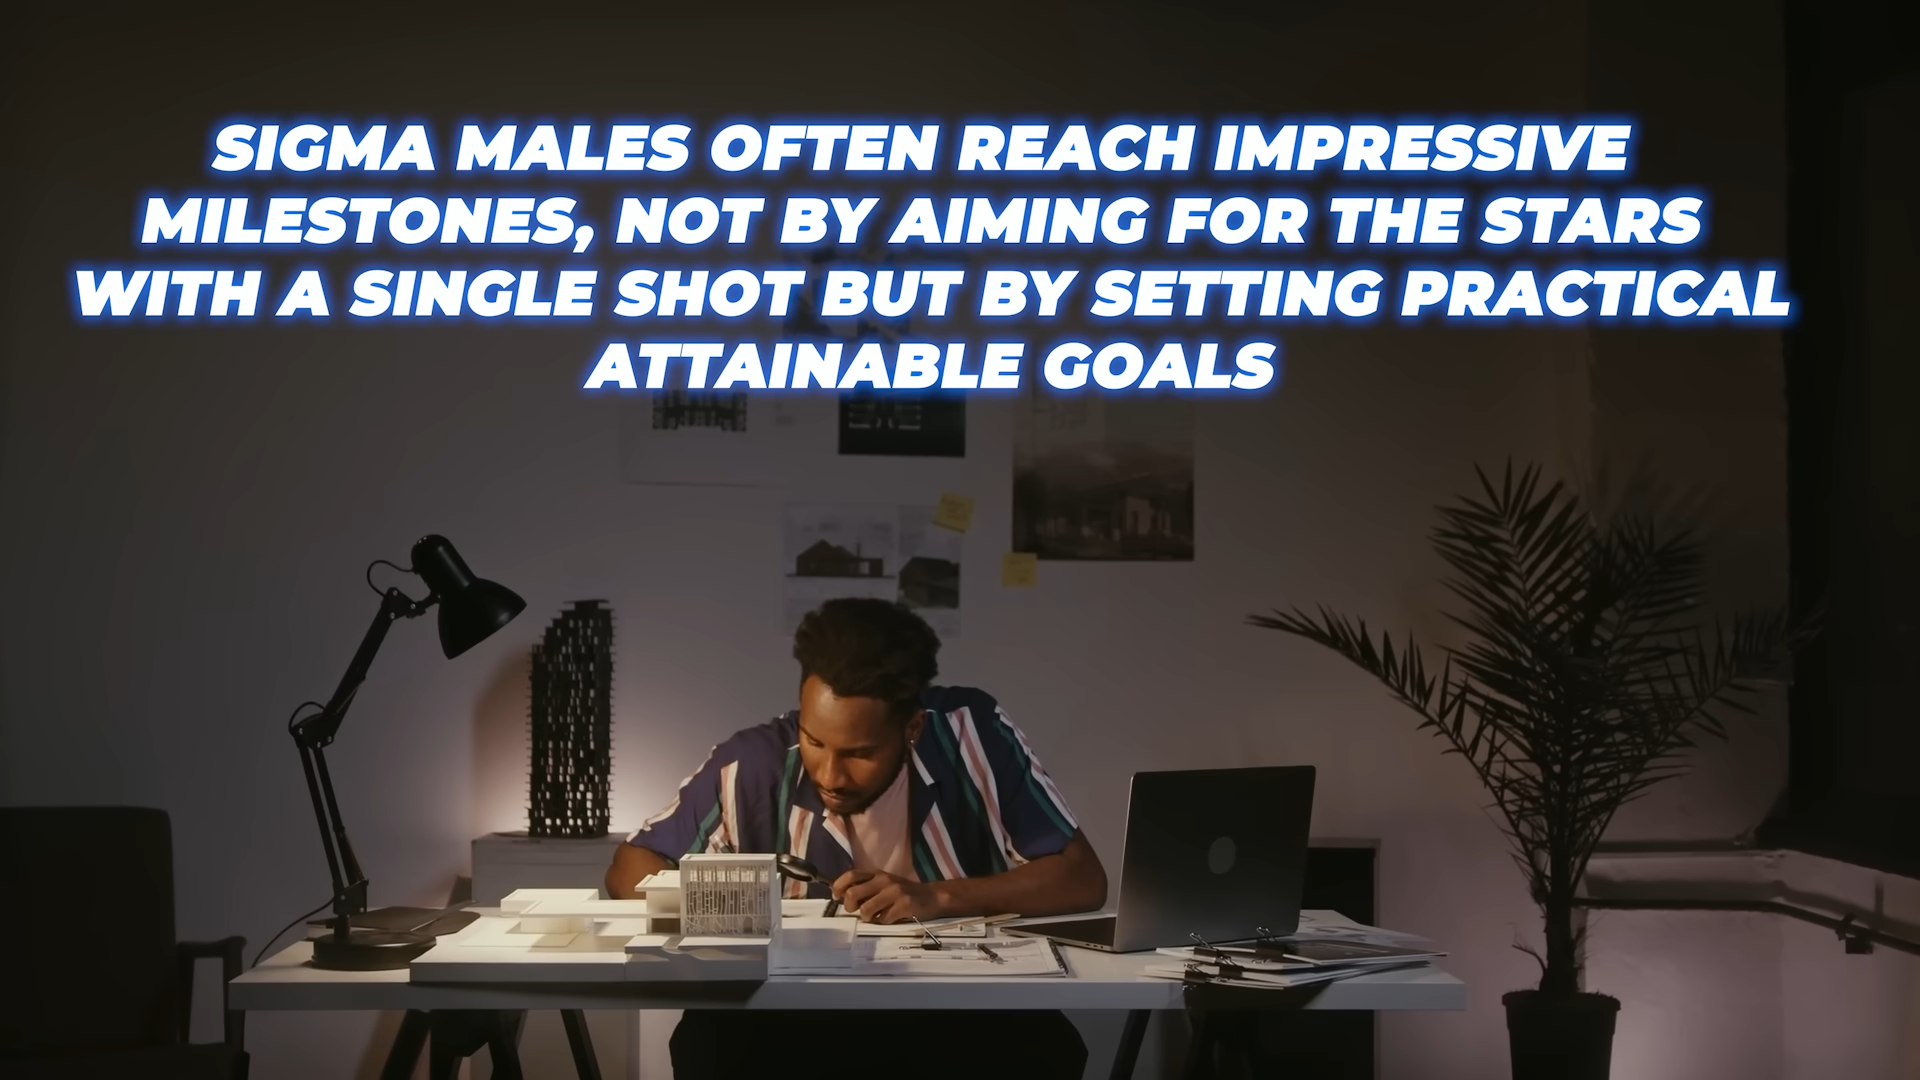 SIGMA MALES OFTEN REACH IMPRESSIVE
MILESTONES, NOT BY AIMING FOR THE STARS
WITH A SINGLE SHOT BUT BY SETTING PRACTICAL
ATTAINABLE GOALS